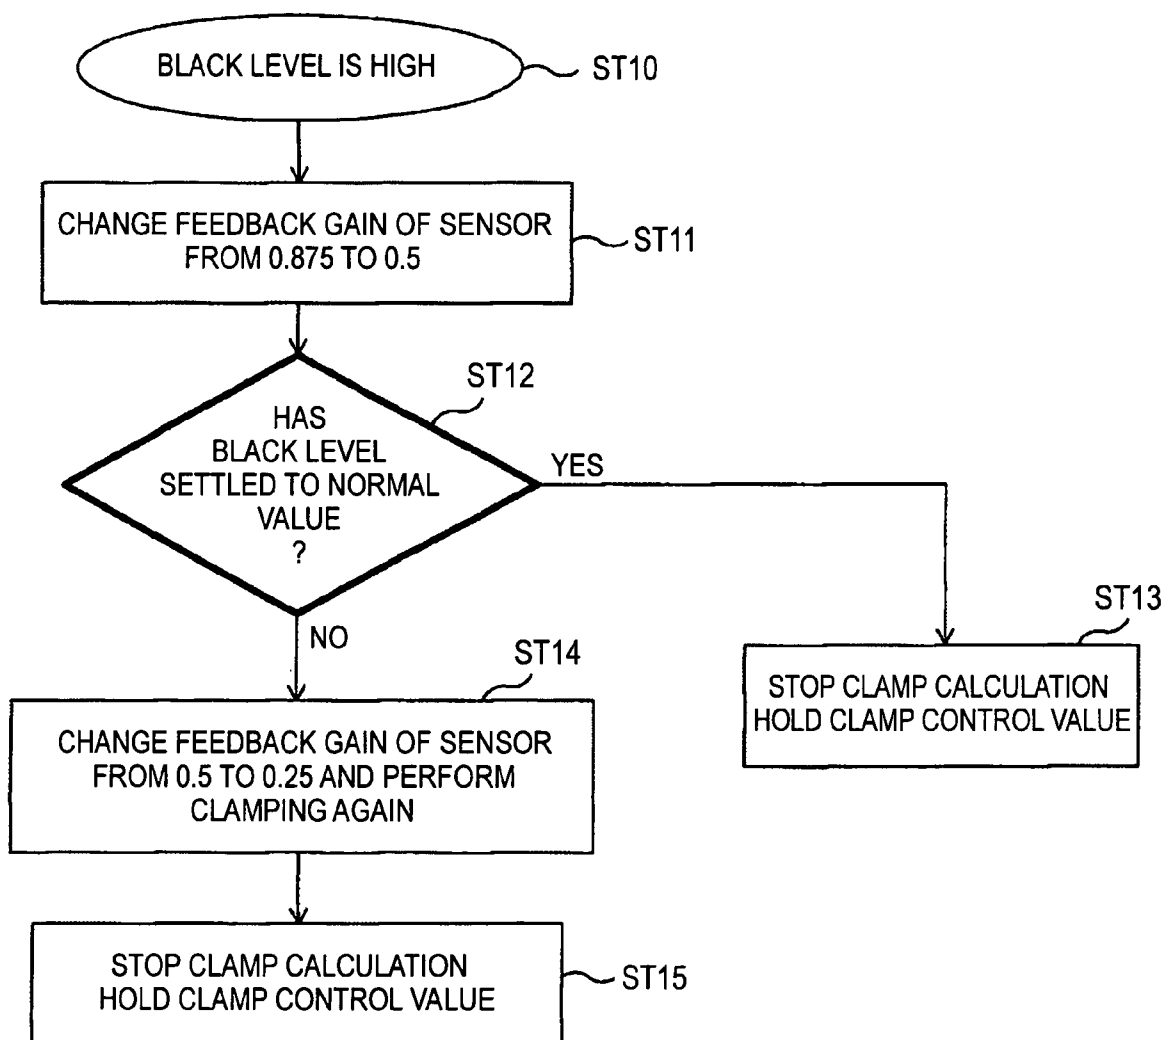 BLACK LEVEL IS HIGH
ST10
CHANGE FEEDBACK GAIN OF SENSOR
FROM 0.875 TO 0.5
ST11
ST12
HAS
BLACK LEVEL
SETTLED TO NORMAL
VALUE
?
YES
NO
ST13
STOP CLAMP CALCULATION
HOLD CLAMP CONTROL VALUE
ST14
CHANGE FEEDBACK GAIN OF SENSOR
FROM 0.5 TO 0.25 AND PERFORM
CLAMPING AGAIN
STOP CLAMP CALCULATION
HOLD CLAMP CONTROL VALUE
ST15